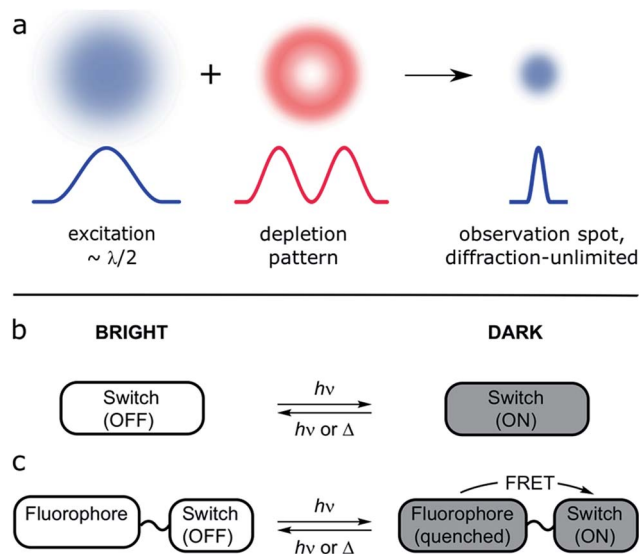 a
+
excitation
~ λ/2
depletion
pattern
observation spot,
diffraction-unlimited
b
BRIGHT
DARK
Switch
(OFF)
hν
hν or Δ
Switch
(ON)
c
Fluorophore
Switch
(OFF)
hν
hν or Δ
FRET
Fluorophore
(quenched)
Switch
(ON)